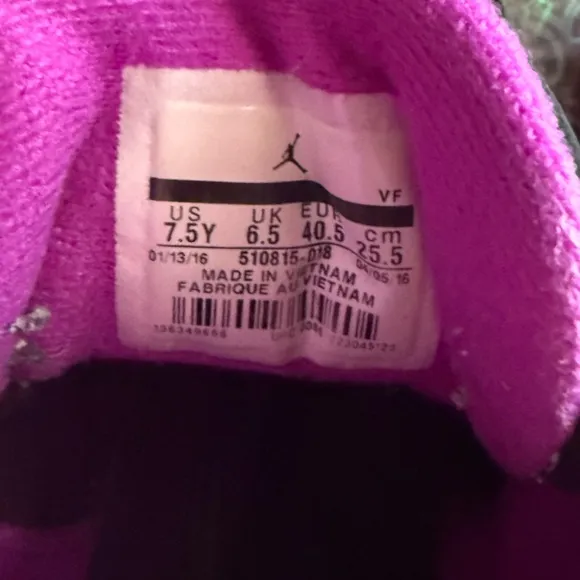 VF
US UK EUR cm
7.5Y 6.5 40.5 25.5
01/13/16 510815-018 04/05/16
MADE IN VIETNAM
FABRIQUE AU VIETNAM